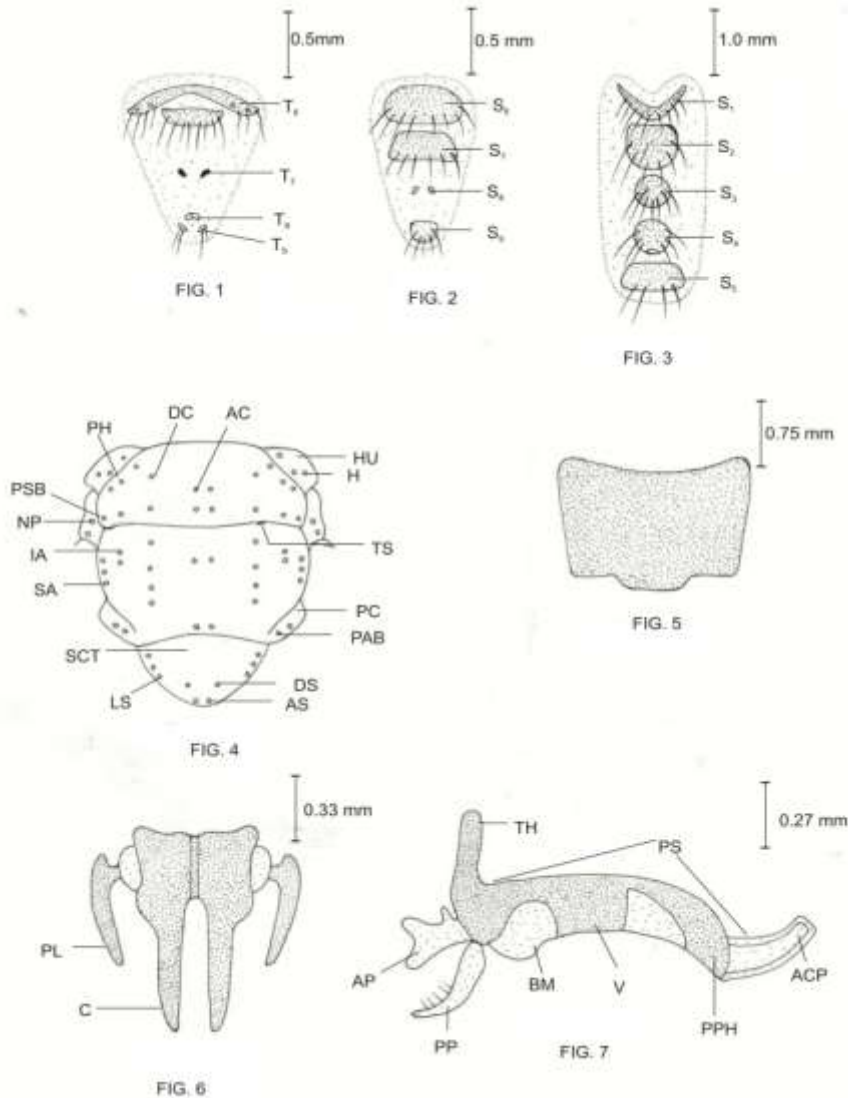 0.5mm
T₆
T₇
T₈
T₉
FIG. 1
0.5 mm
S₆
S₇
S₈
S₉
FIG. 2
1.0 mm
S₁
S₂
S₃
S₄
S₅
FIG. 3
DC
AC
PH
HU
H
PSB
NP
IA
SA
TS
PC
PAB
SCT
LS
DS
AS
FIG. 4
0.75 mm
FIG. 5
0.33 mm
PL
C
FIG. 6
0.27 mm
TH
PS
AP
BM
V
ACP
PP
PPH
FIG. 7